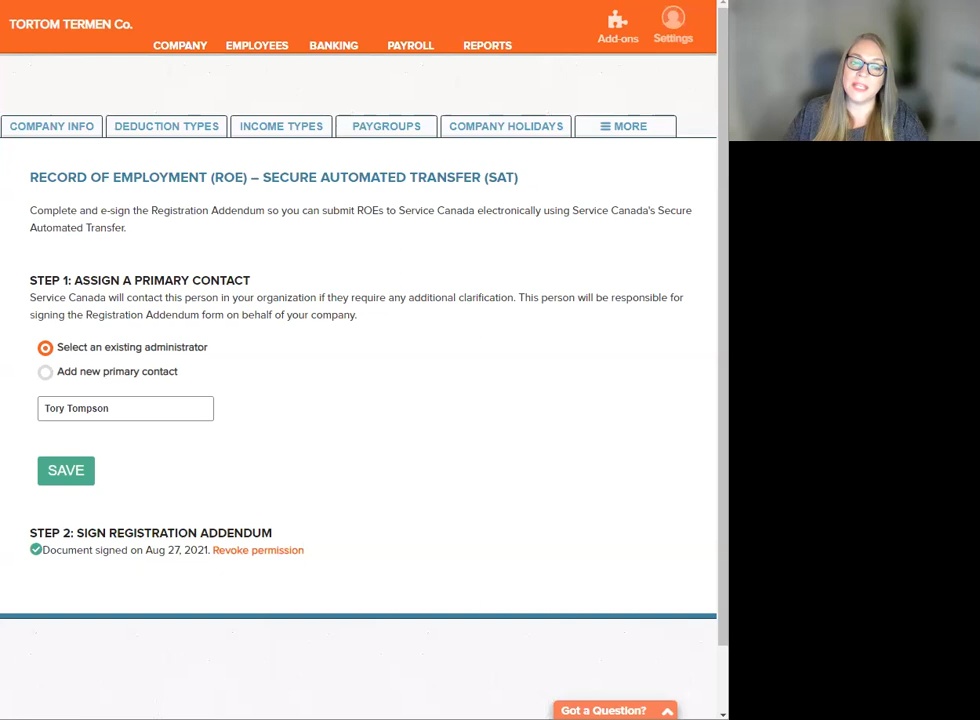 TORTOM TERMEN Co.
Add-ons
Settings
COMPANY EMPLOYEES BANKING PAYROLL REPORTS
COMPANY INFO DEDUCTION TYPES INCOME TYPES PAYGROUPS COMPANY HOLIDAYS MORE
RECORD OF EMPLOYMENT (ROE) – SECURE AUTOMATED TRANSFER (SAT)
Complete and e-sign the Registration Addendum so you can submit ROEs to Service Canada electronically using Service Canada's Secure
Automated Transfer.
STEP 1: ASSIGN A PRIMARY CONTACT
Service Canada will contact this person in your organization if they require any additional clarification. This person will be responsible for
signing the Registration Addendum form on behalf of your company.
Select an existing administrator
Add new primary contact
Tory Tompson
SAVE
STEP 2: SIGN REGISTRATION ADDENDUM
Document signed on Aug 27, 2021. Revoke permission
Got a Question?